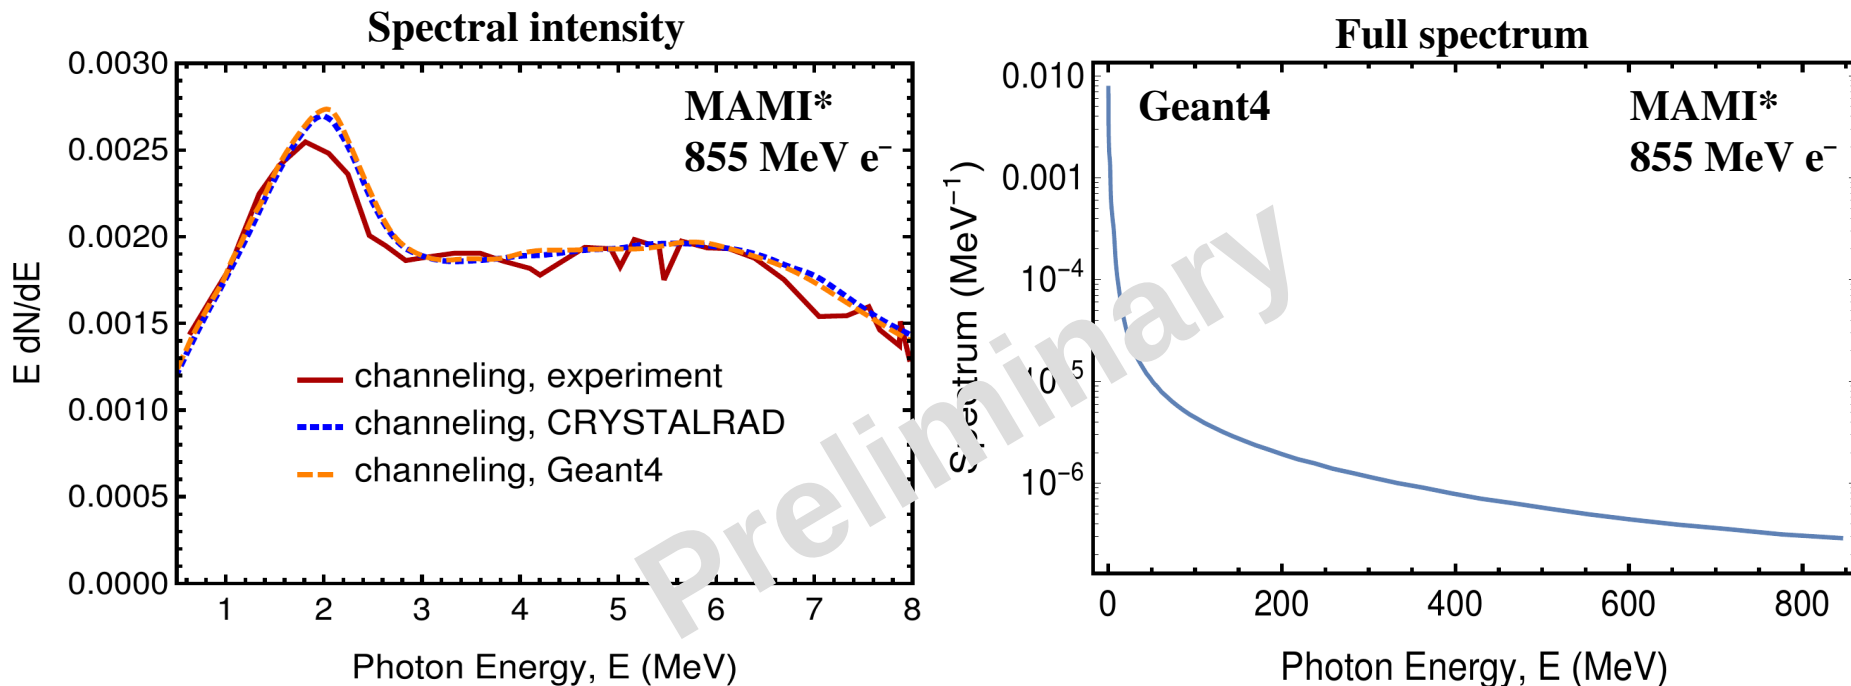 Spectral intensity
0.0030
0.0025
0.0020
0.0015
0.0010
0.0005
0.0000
E dN/dE
MAMI*
855 MeV e⁻
channeling, experiment
channeling, CRYSTALRAD
channeling, Geant4
1 2 3 4 5 6 7 8
Photon Energy, E (MeV)
Preliminary
Full spectrum
0.010
0.001
10⁻⁴
10⁻⁵
10⁻⁶
Spectrum (MeV⁻¹)
Geant4
MAMI*
855 MeV e⁻
0 200 400 600 800
Photon Energy, E (MeV)